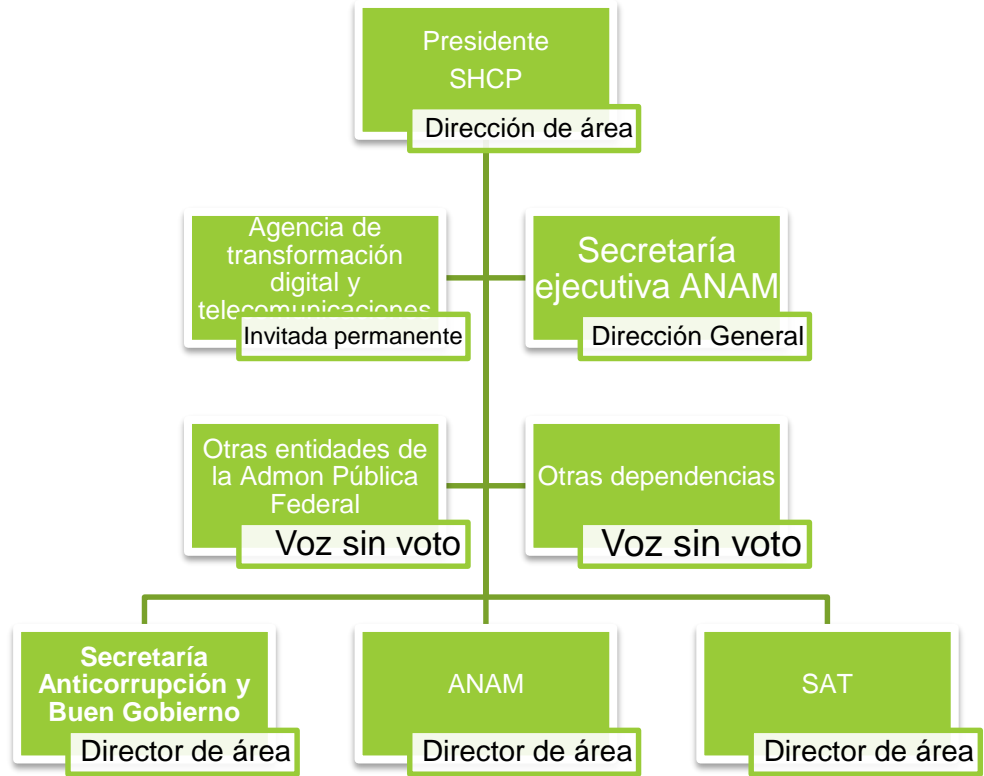 Presidente
SHCP
Dirección de área
Agencia de
transformación
digital y
telecomunicaciones
Invitada permanente
Secretaría
ejecutiva ANAM
Dirección General
Otras entidades de
la Admon Pública
Federal
Voz sin voto
Otras dependencias
Voz sin voto
Secretaría
Anticorrupción y
Buen Gobierno
Director de área
ANAM
Director de área
SAT
Director de área